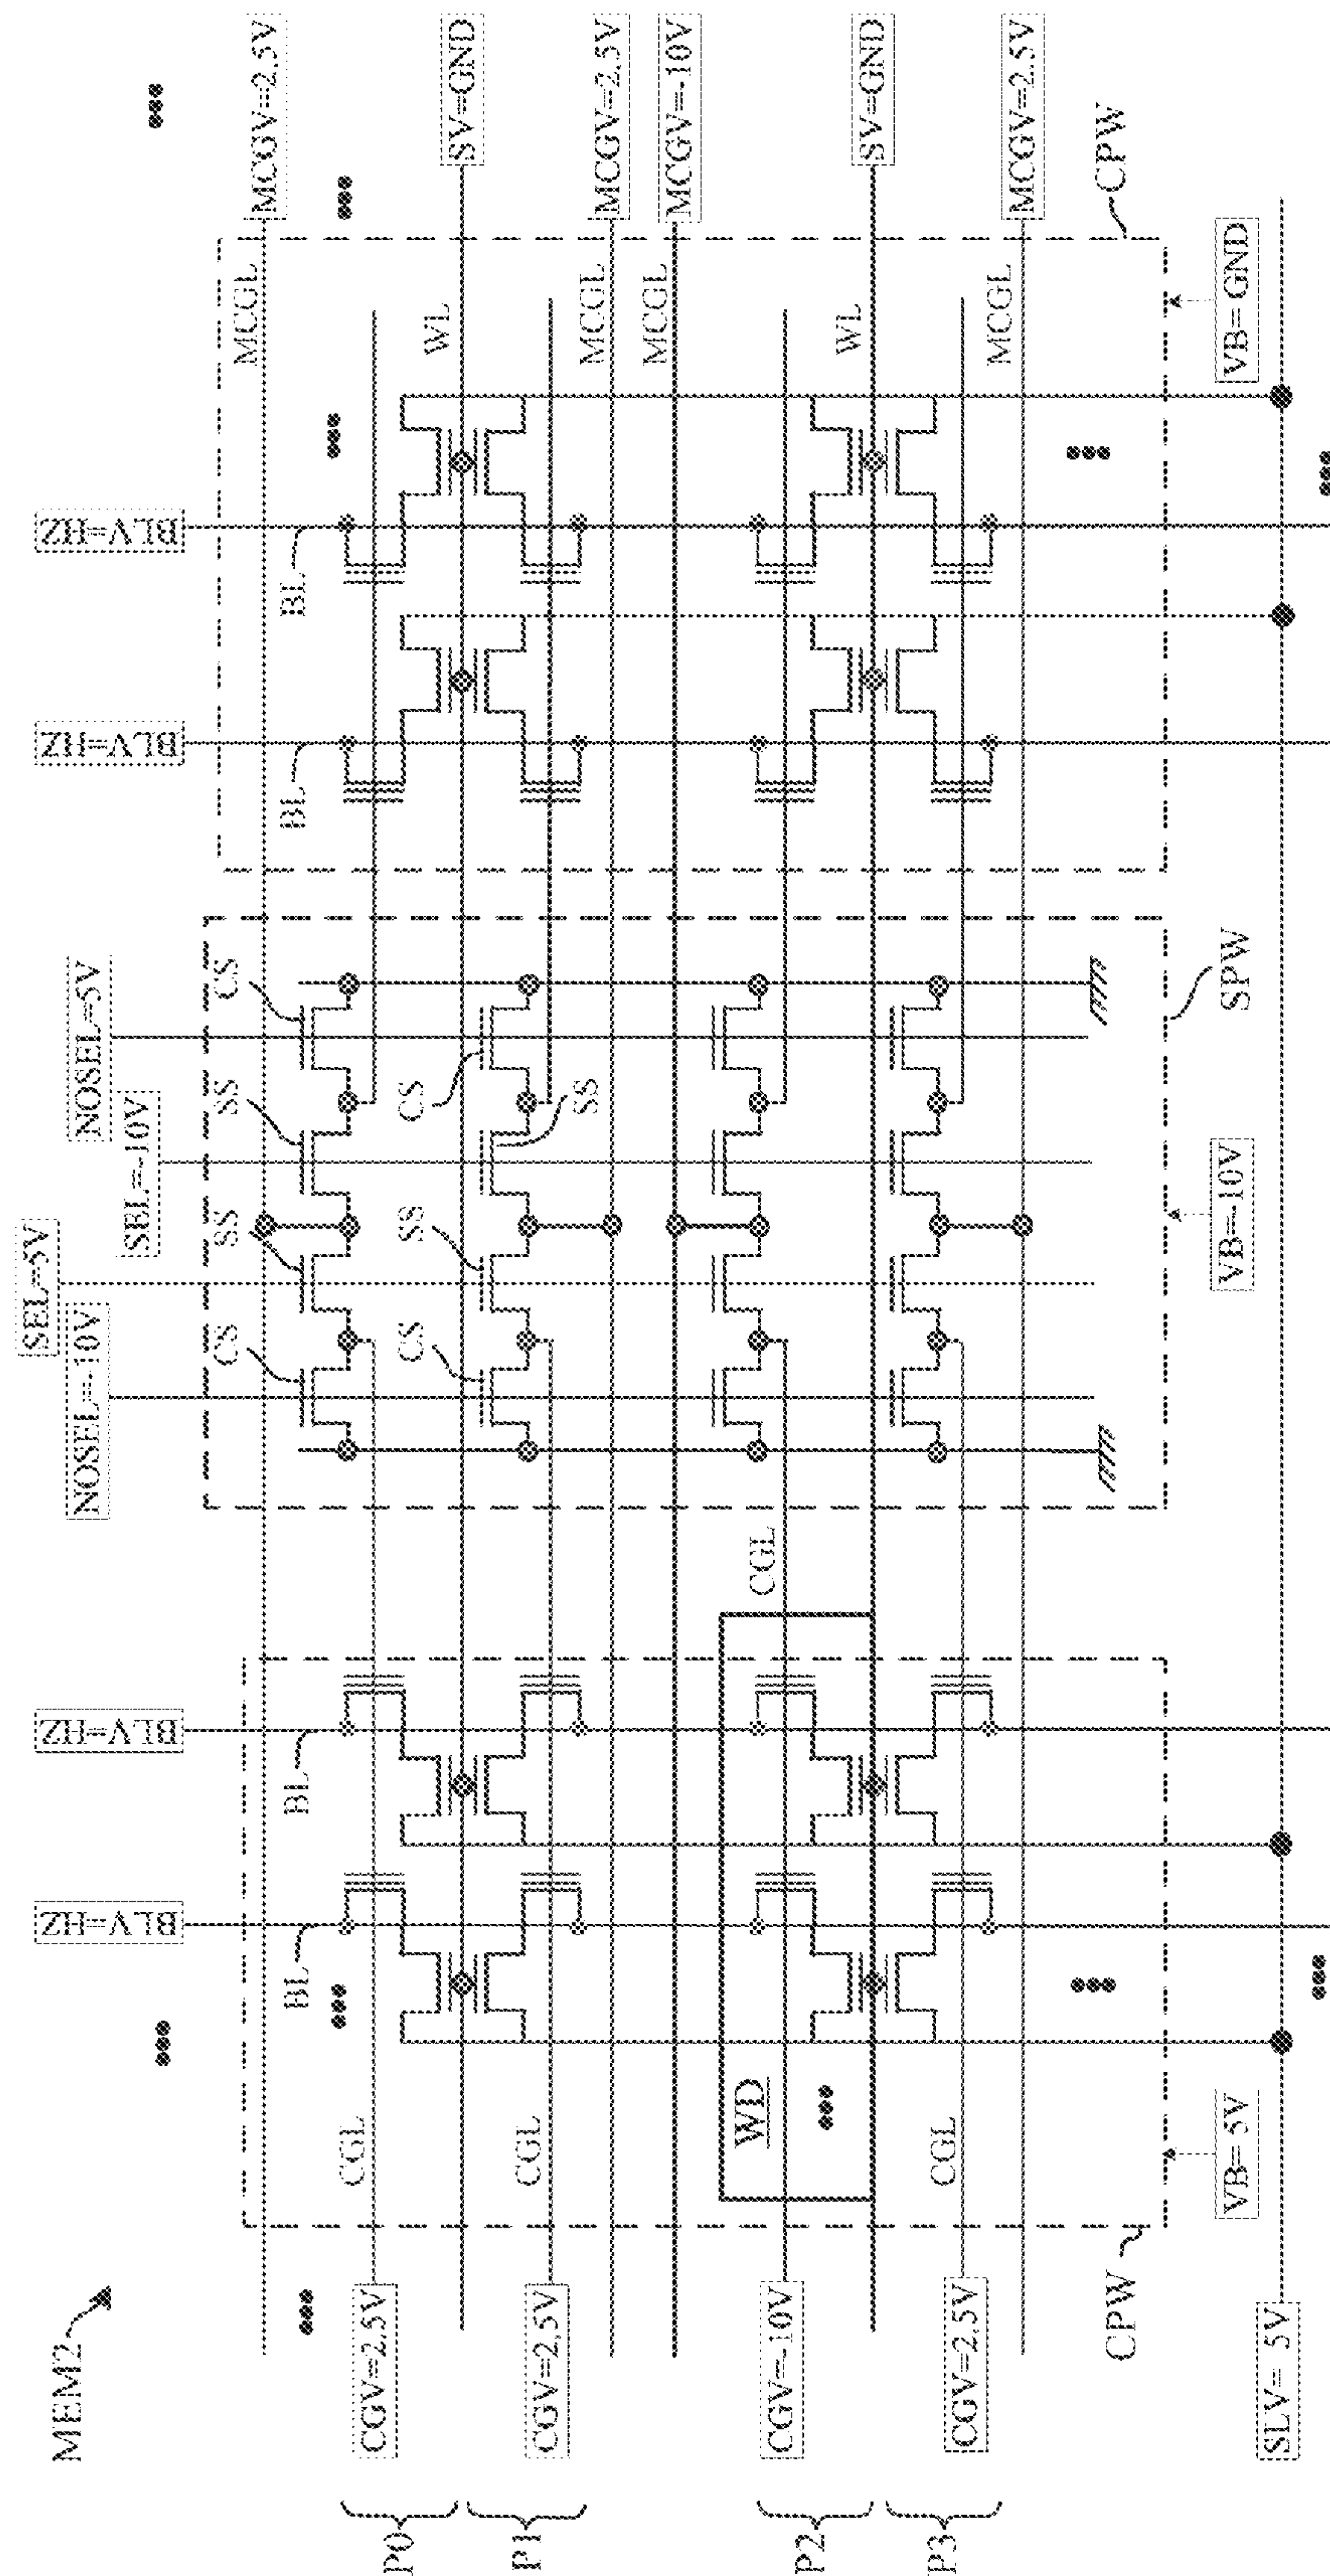 MEM2
SEL=5V
NOSEL=-10V
NOSEL=5V
SEL=-10V
BLV=HZ
BLV=HZ
BLV=HZ
BLV=HZ
CS
SS
SS
CS
MCGL
MCGV=2.5V
BL
BL
BL
BL
P0
CGV=2.5V
CGL
CS
SS
CS
WL
SV=GND
P1
CGV=2.5V
CGL
SS
MCGL
MCGV=2.5V
MCGL
MCGV=-10V
WD
CGL
P2
CGV=-10V
WL
SV=GND
P3
CGV=2.5V
CGL
MCGL
MCGV=2.5V
CPW
CPW
VB= 5V
VB=-10V
SPW
VB= GND
SLV= 5V